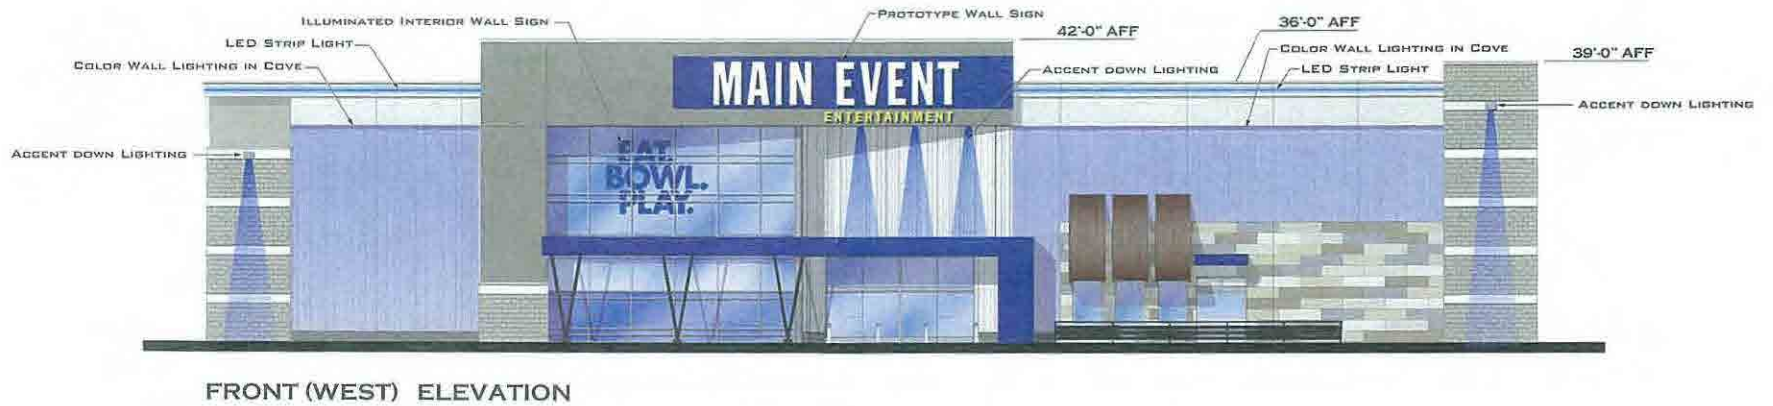 ILLUMINATED INTERIOR WALL SIGN
PROTOTYPE WALL SIGN
42'-0" AFF
36'-0" AFF
LED STRIP LIGHT
COLOR WALL LIGHTING IN COVE
39'-0" AFF
COLOR WALL LIGHTING IN COVE
ACCENT DOWN LIGHTING
LED STRIP LIGHT
MAIN EVENT
ENTERTAINMENT
ACCENT DOWN LIGHTING
ACCENT DOWN LIGHTING
EAT.
BOWL.
PLAY.
FRONT (WEST) ELEVATION